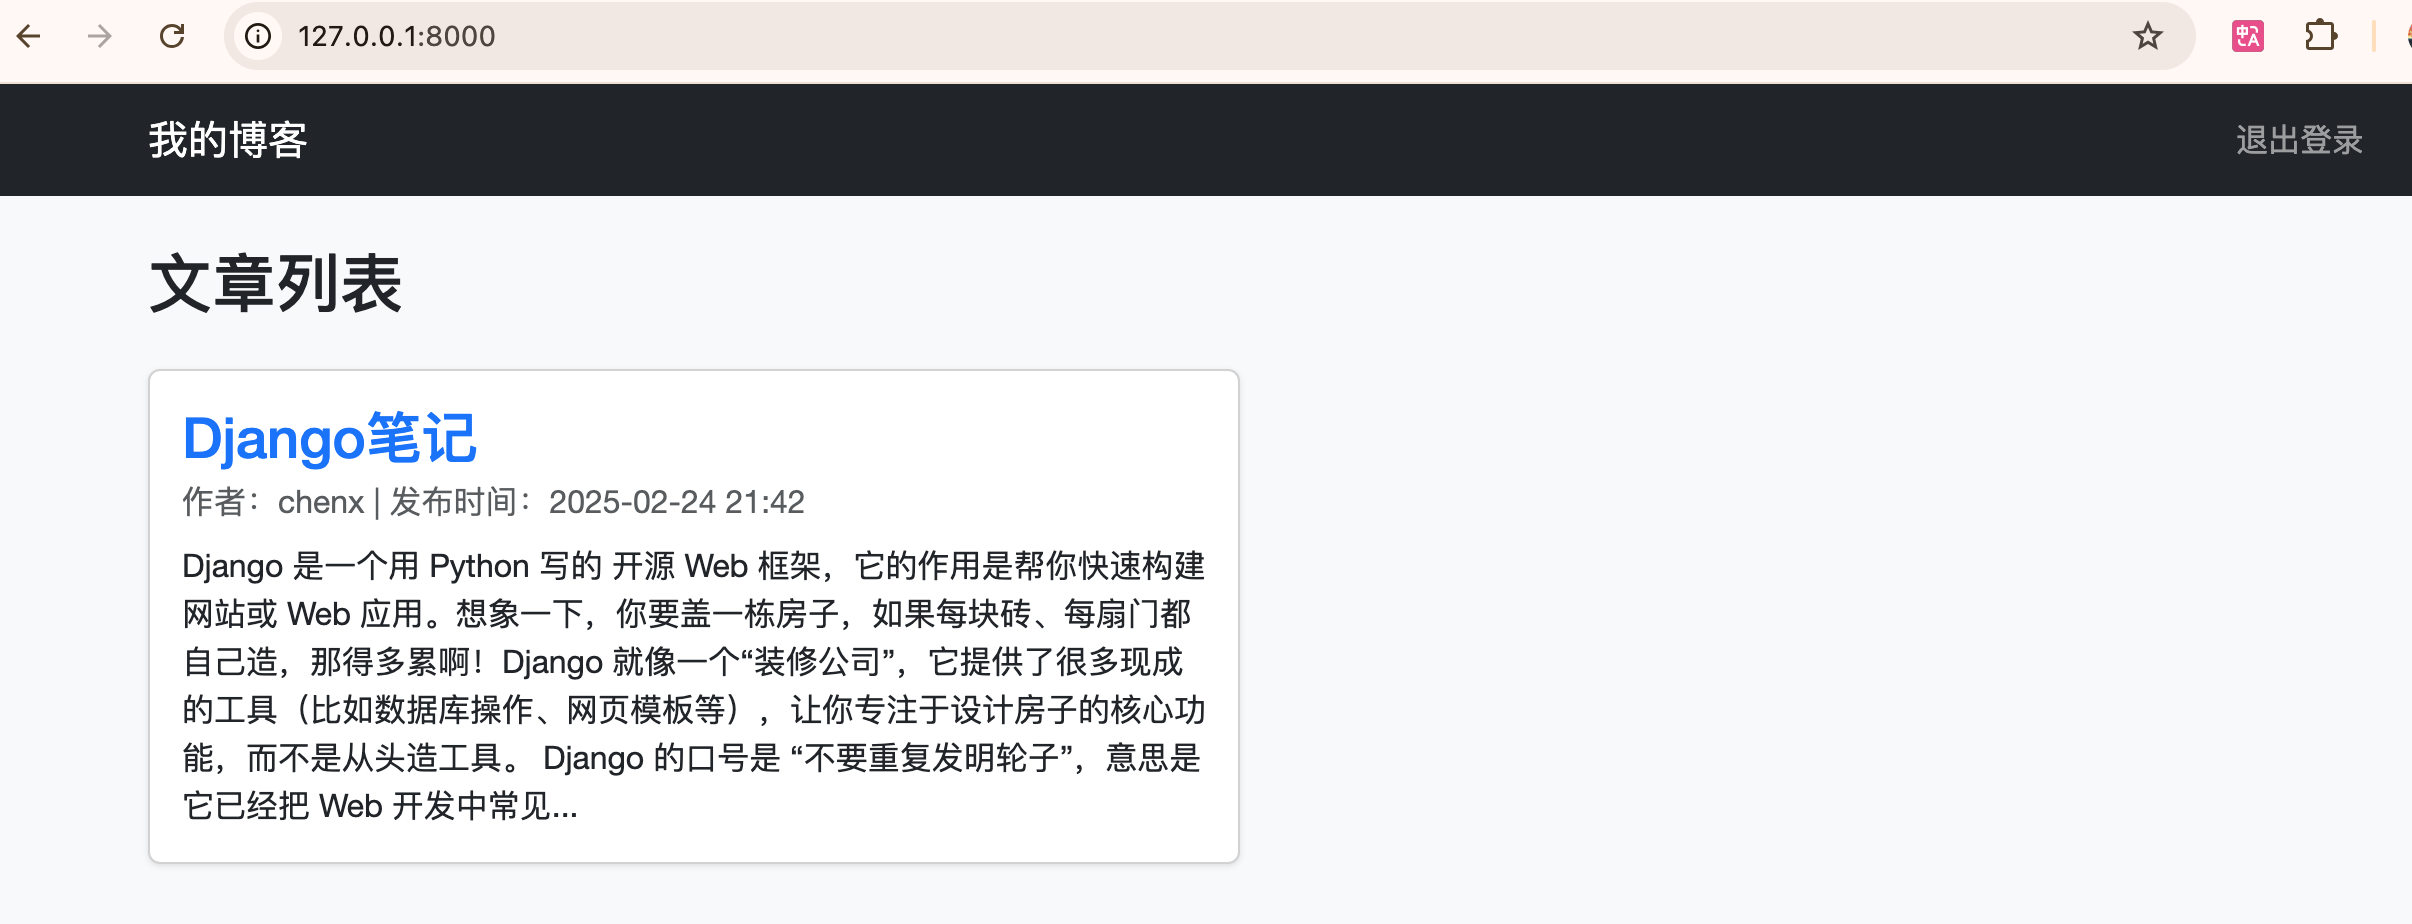 127.0.0.1:8000
中A
我的博客
退出登录
文章列表
Django笔记
作者：chenx | 发布时间：2025-02-24 21:42
Django 是一个用 Python 写的 开源 Web 框架，它的作用是帮你快速构建
网站或 Web 应用。想象一下，你要盖一栋房子，如果每块砖、每扇门都
自己造，那得多累啊！Django 就像一个“装修公司”，它提供了很多现成
的工具（比如数据库操作、网页模板等），让你专注于设计房子的核心功
能，而不是从头造工具。 Django 的口号是 “不要重复发明轮子”，意思是
它已经把 Web 开发中常见...